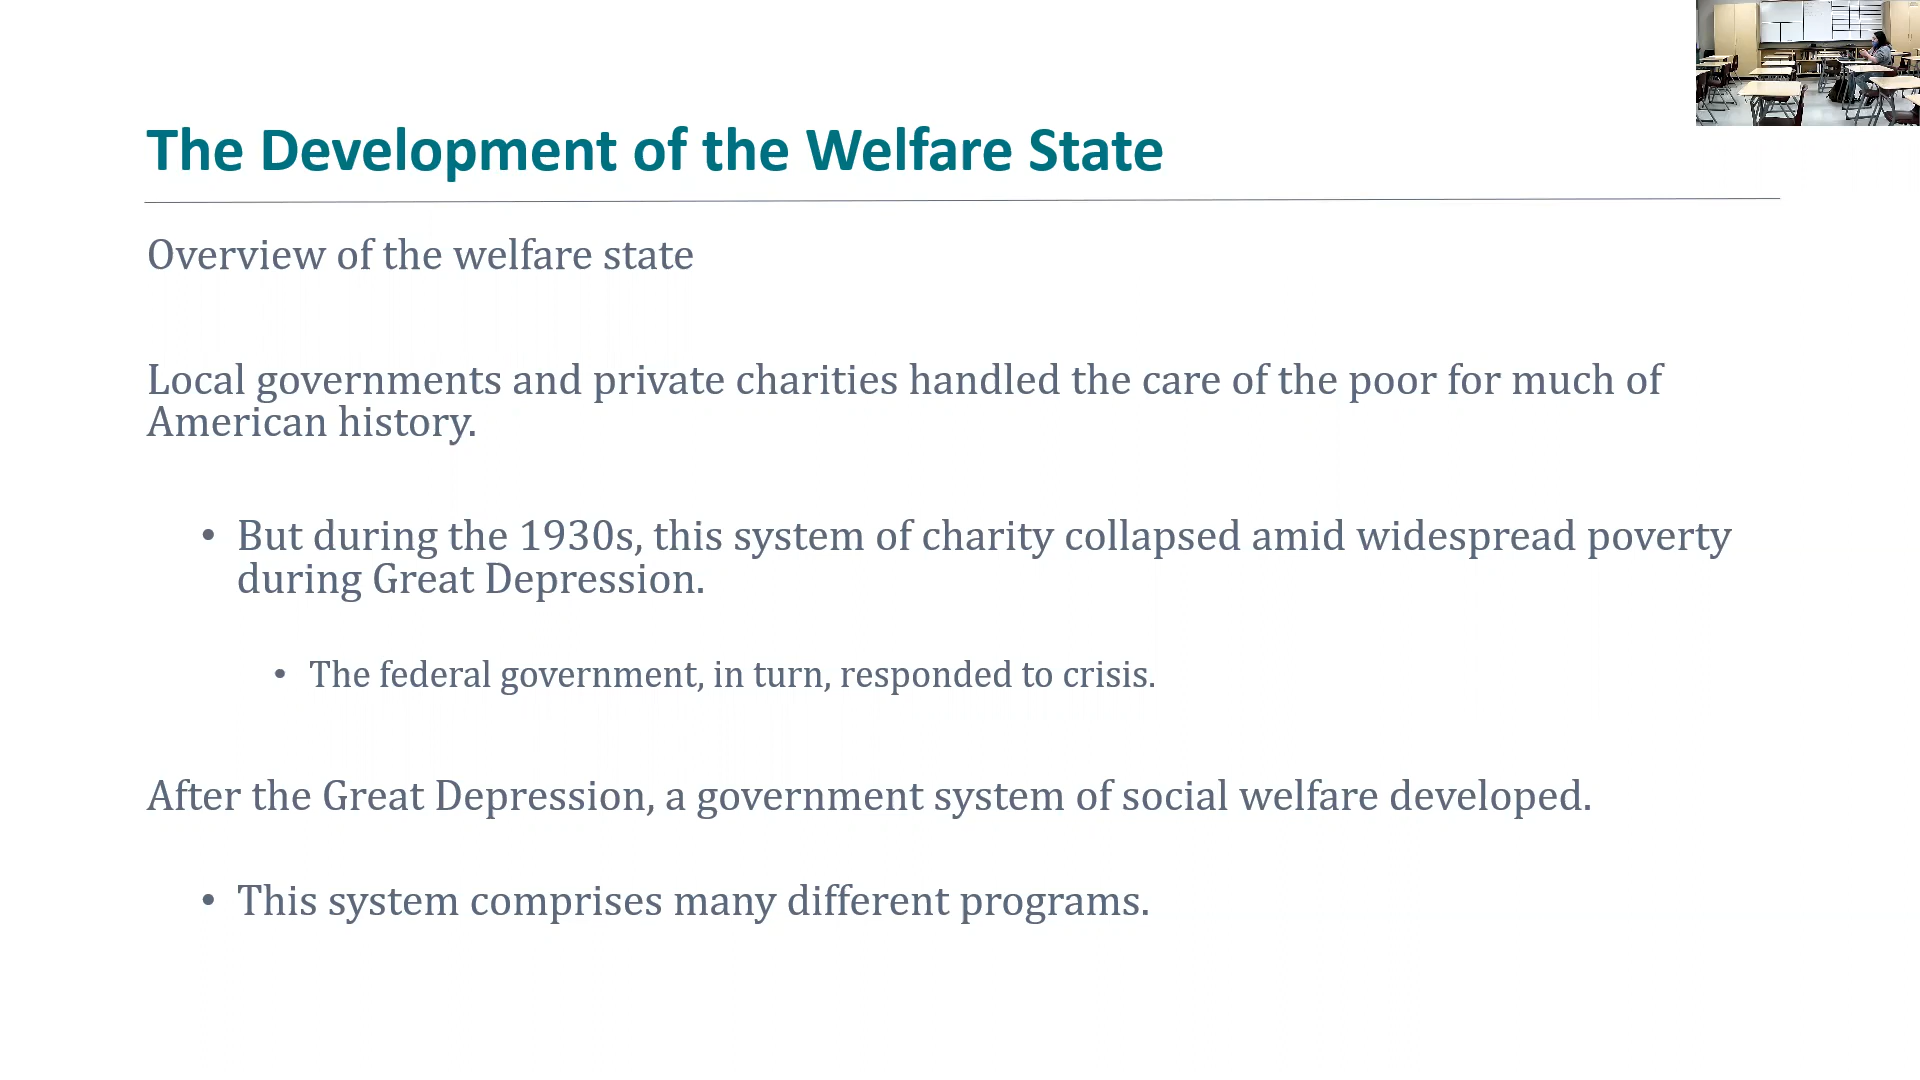 The Development of the Welfare State
Overview of the welfare state
Local governments and private charities handled the care of the poor for much of
American history.
• But during the 1930s, this system of charity collapsed amid widespread poverty
during Great Depression.
• The federal government, in turn, responded to crisis.
After the Great Depression, a government system of social welfare developed.
• This system comprises many different programs.